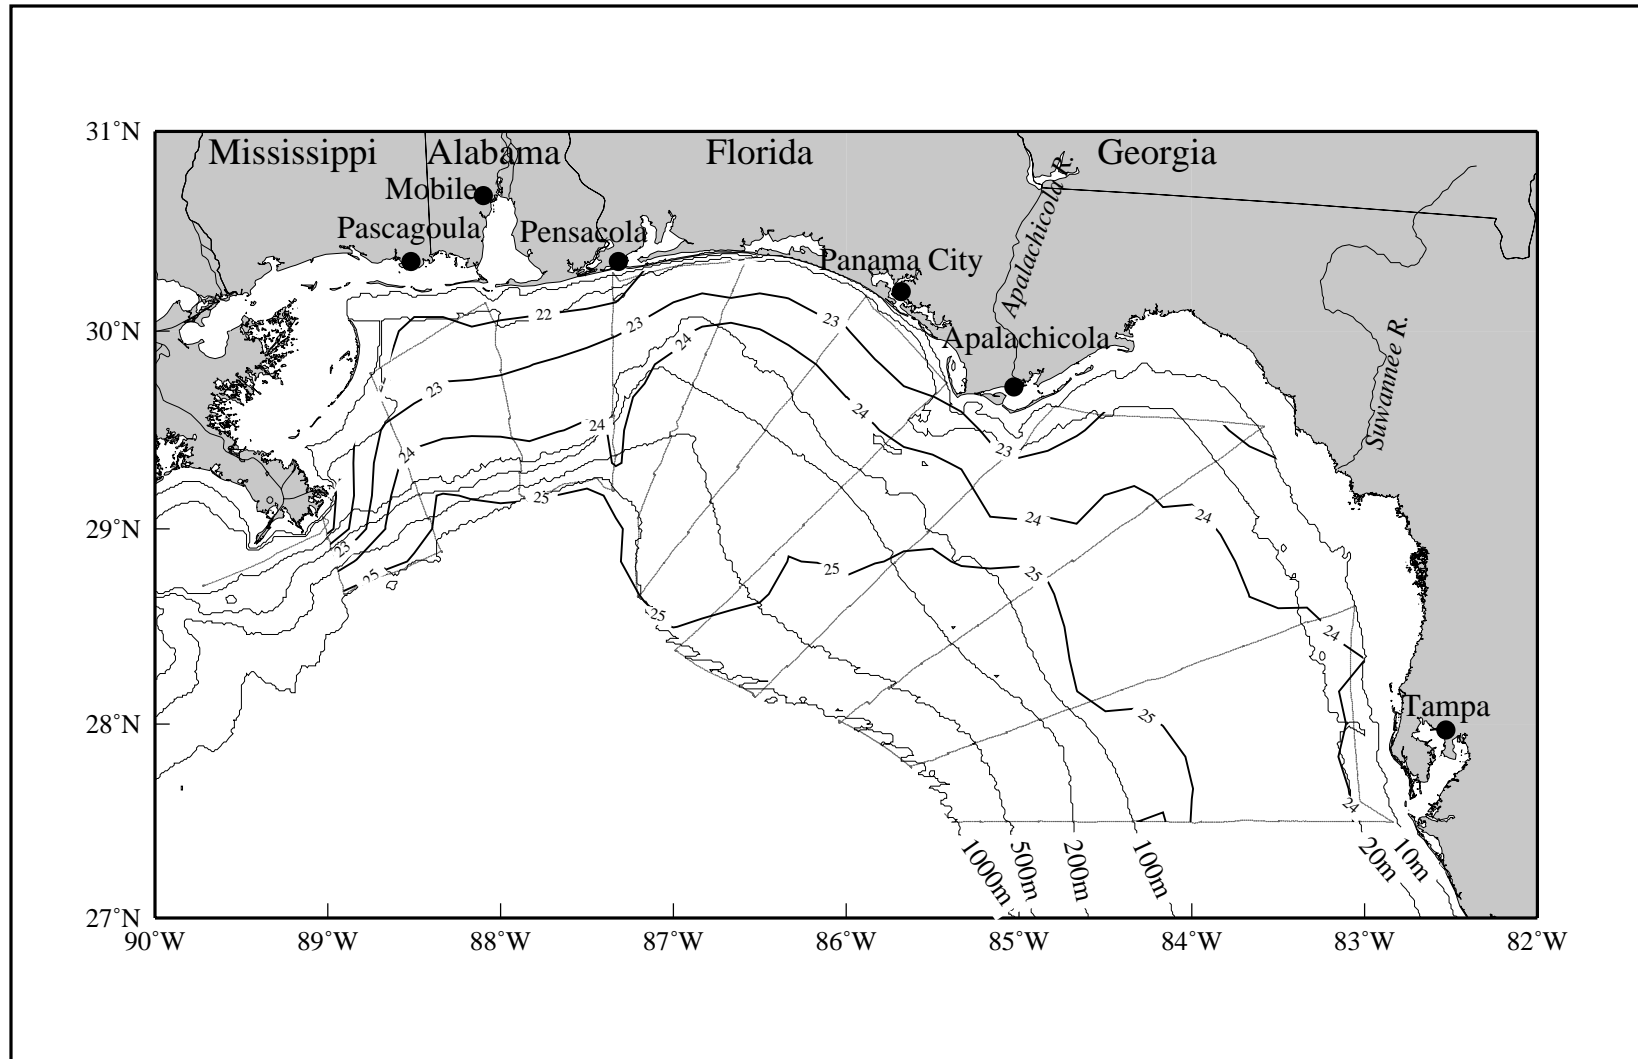 31°N
Mississippi Alabama Florida Georgia
Mobile
Apalachicola R.
Pascagoula
Pensacola
Panama City
22
23
23
30°N
24
Apalachicola
Suwannee R.
23
24
24
24
23
25
24
24
29°N
23
25
25
25
25
24
28°N
25
Tampa
24
1000m
500m
200m
100m
20m
10m
27°N
90°W
89°W
88°W
87°W
86°W
85°W
84°W
83°W
82°W